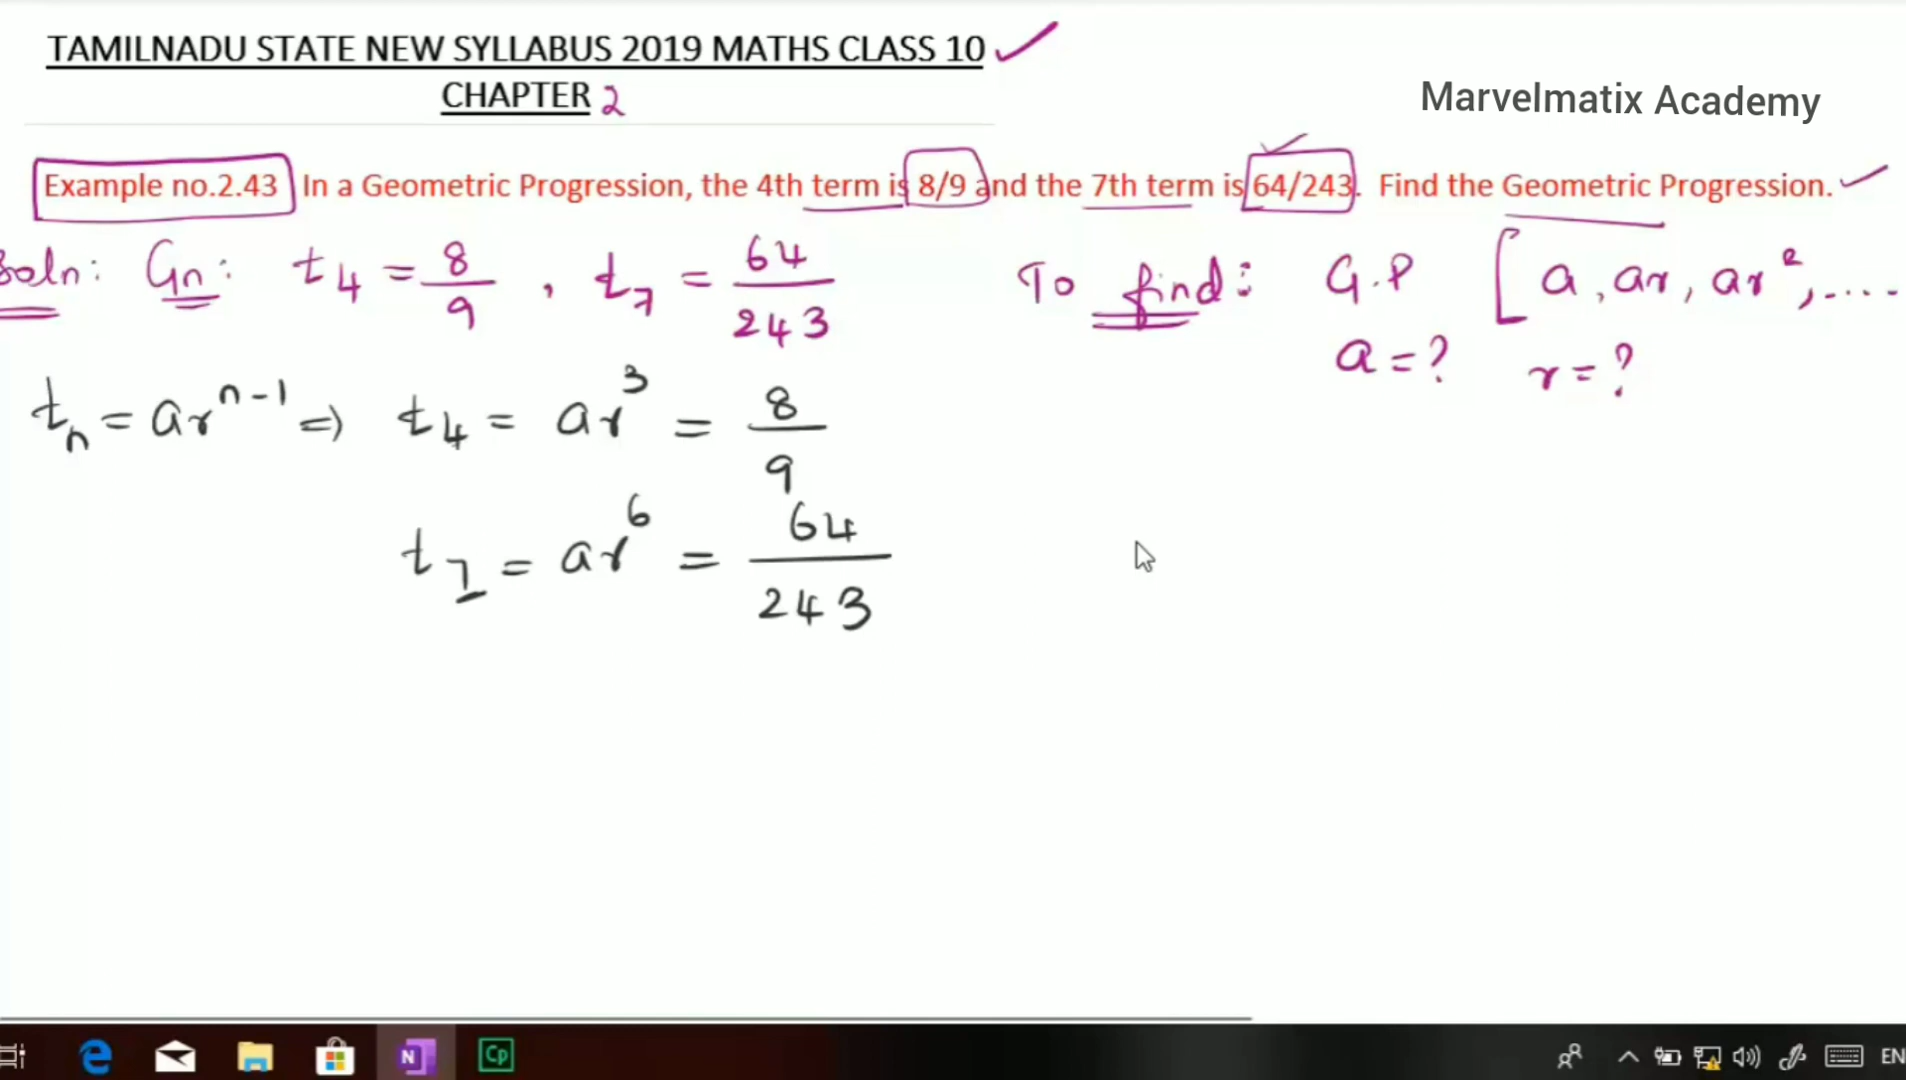 TAMILNADU STATE NEW SYLLABUS 2019 MATHS CLASS 10 ✓
CHAPTER 2
Marvelmatix Academy
Example no.2.43 In a Geometric Progression, the 4th term is 8/9 and the 7th term is 64/243. Find the Geometric Progression.
Soln: Gn: t₄ = 8/9 , t₇ = 64/243 To find: G.P [a, ar, ar², ....
a = ? r = ?
tₙ = arⁿ⁻¹ ⇒ t₄ = ar³ = 8/9
t₇ = ar⁶ = 64/243
N Cp EN